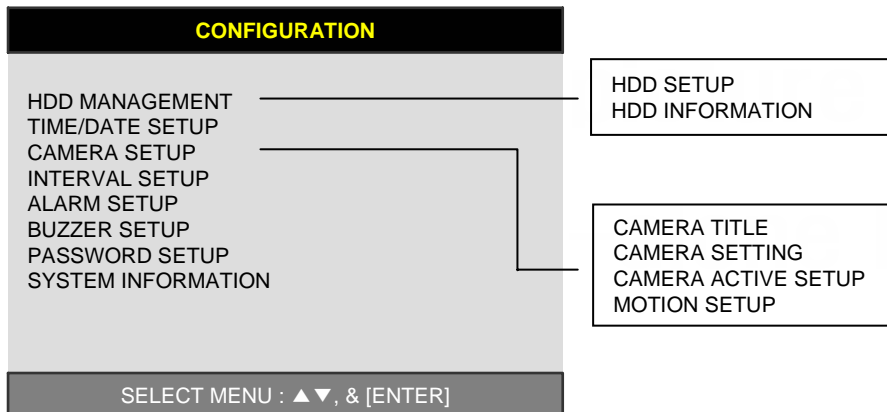 CONFIGURATION
HDD MANAGEMENT
TIME/DATE SETUP
CAMERA SETUP
INTERVAL SETUP
ALARM SETUP
BUZZER SETUP
PASSWORD SETUP
SYSTEM INFORMATION
SELECT MENU : ▲▼, & [ENTER]
HDD SETUP
HDD INFORMATION
CAMERA TITLE
CAMERA SETTING
CAMERA ACTIVE SETUP
MOTION SETUP